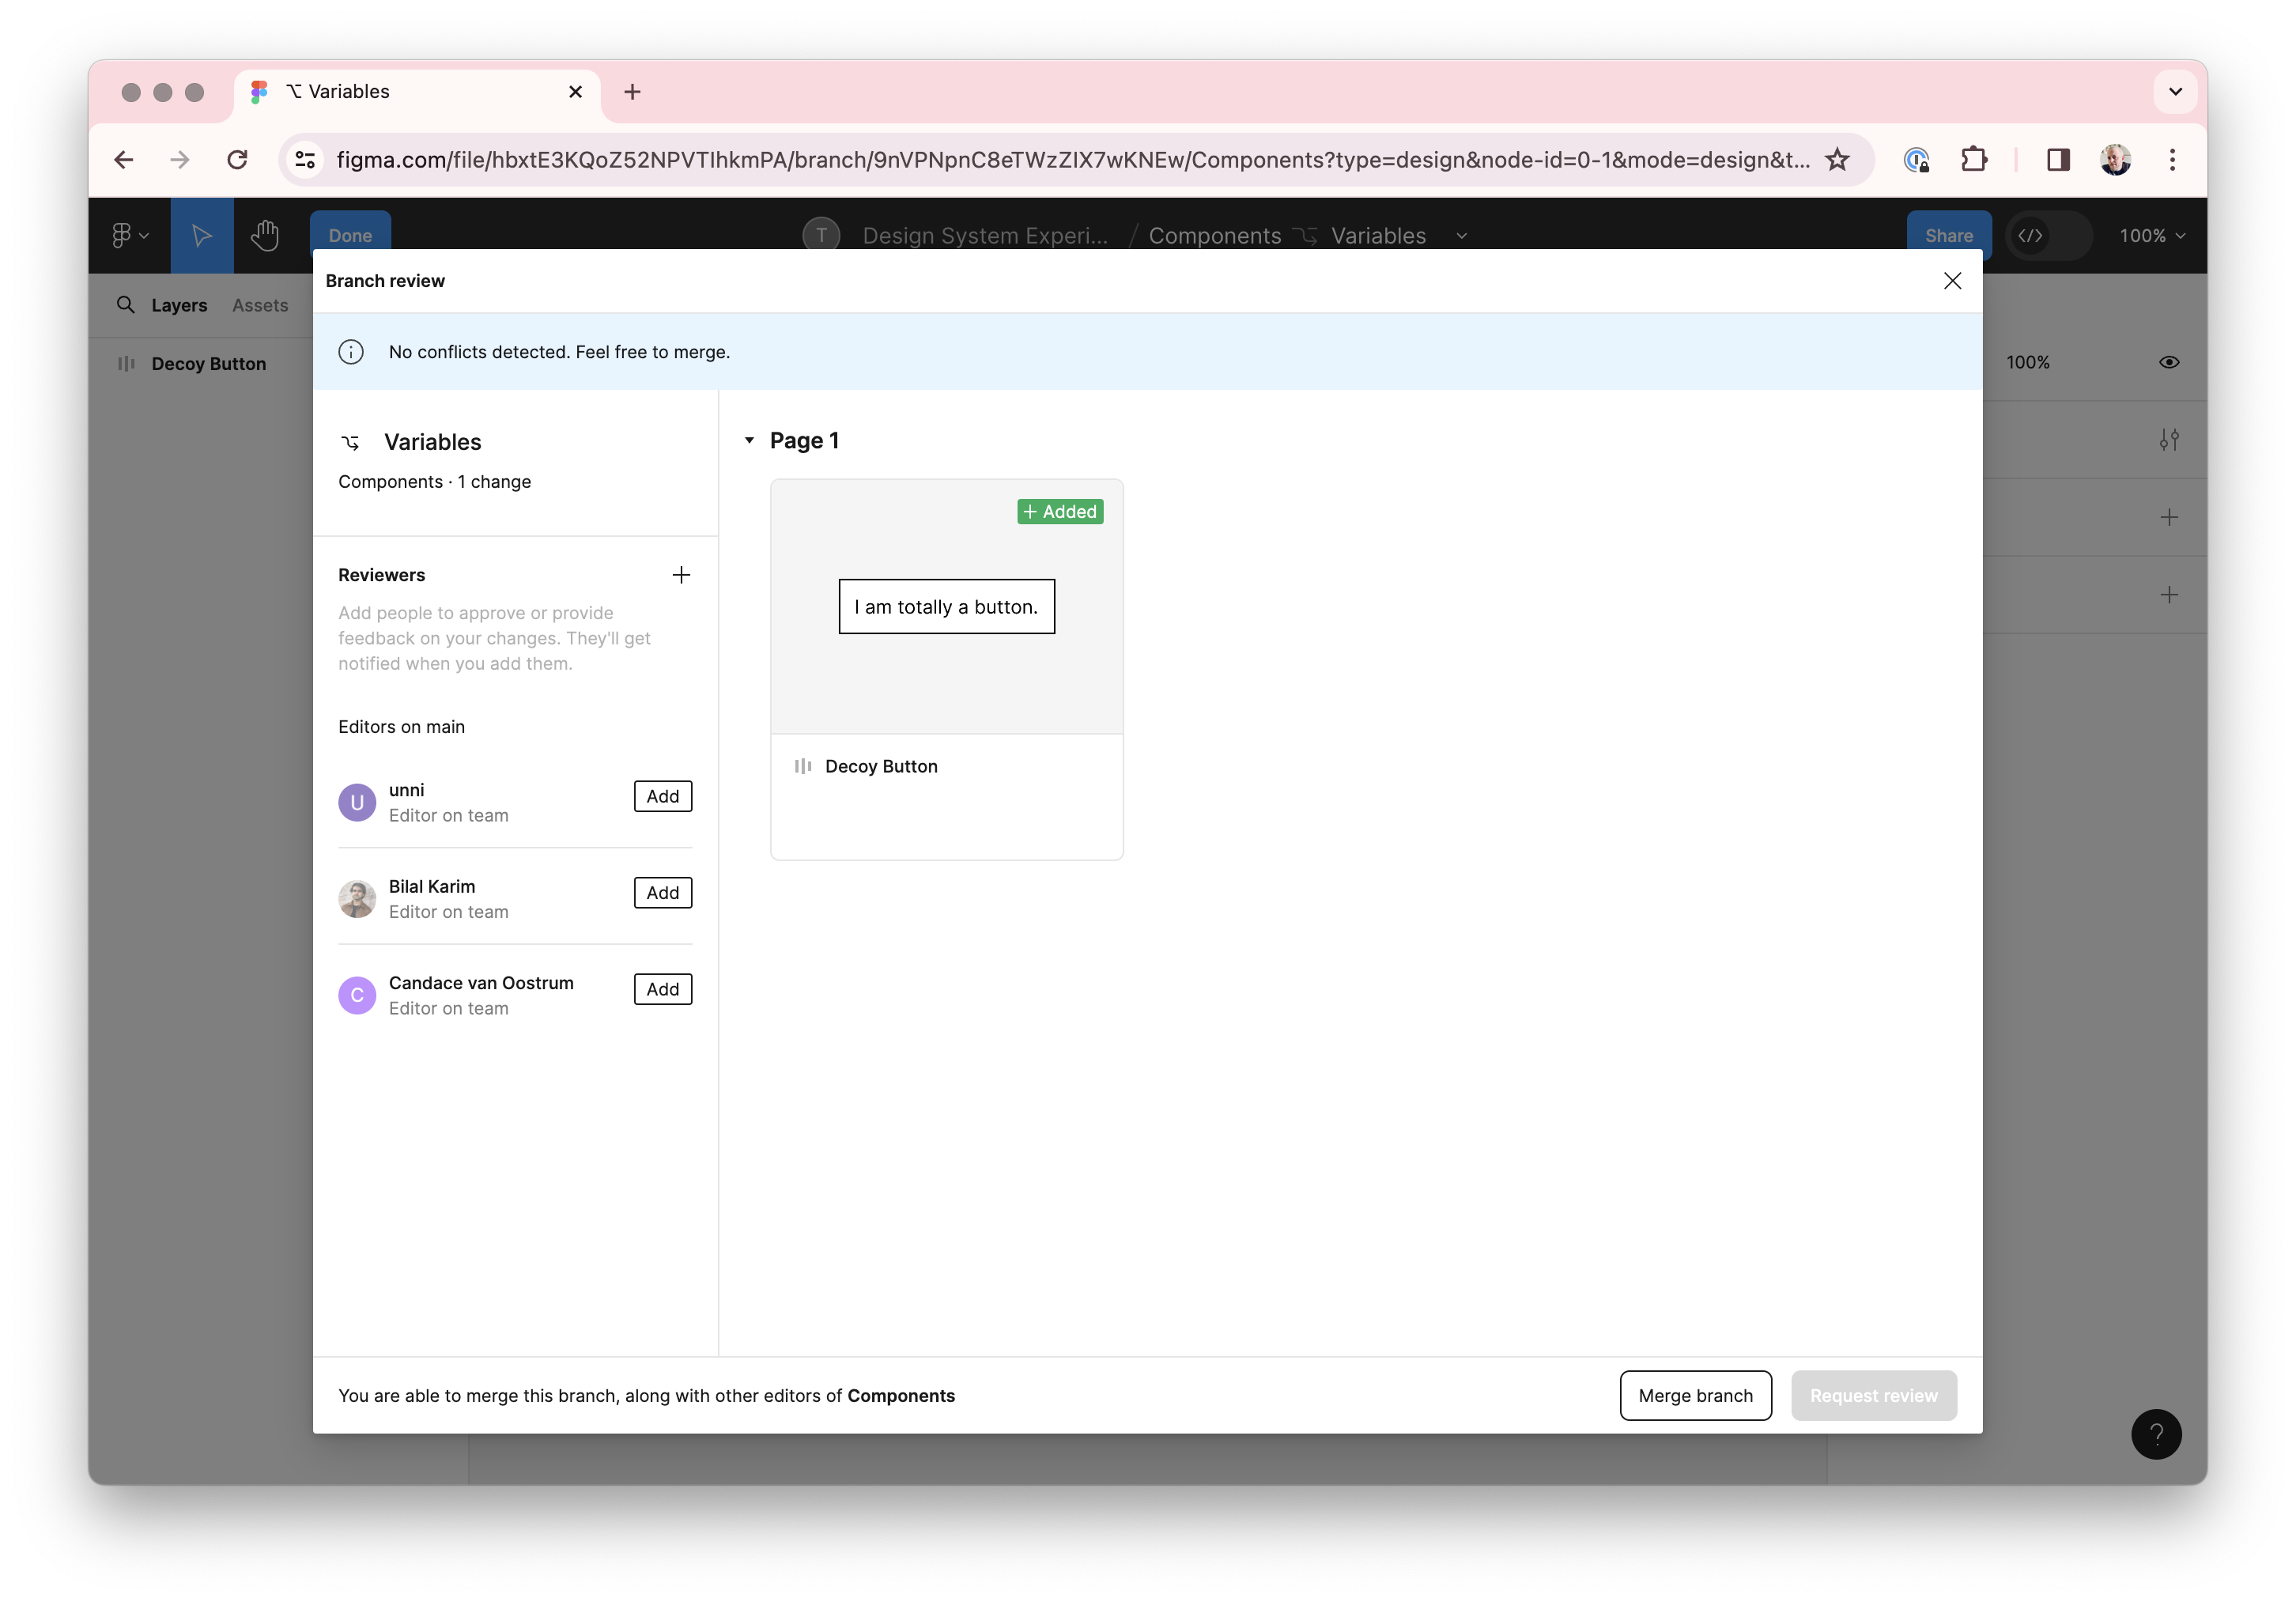 Variables
figma.com/file/hbxtE3KQoZ52NPVTIhkmPA/branch/9nVPNpnC8eTWzZIX7wKNEw/Components?type=design&node-id=0-1&mode=design&t...
Done
T
Design System Experi... / Components Variables
Share
100%
Layers Assets
Decoy Button
100%
Branch review
No conflicts detected. Feel free to merge.
Variables
Components · 1 change
Reviewers
Add people to approve or provide
feedback on your changes. They'll get
notified when you add them.
Editors on main
U
unni
Editor on team
Add
Bilal Karim
Editor on team
Add
C
Candace van Oostrum
Editor on team
Add
Page 1
+ Added
I am totally a button.
Decoy Button
You are able to merge this branch, along with other editors of Components
Merge branch
Request review
?